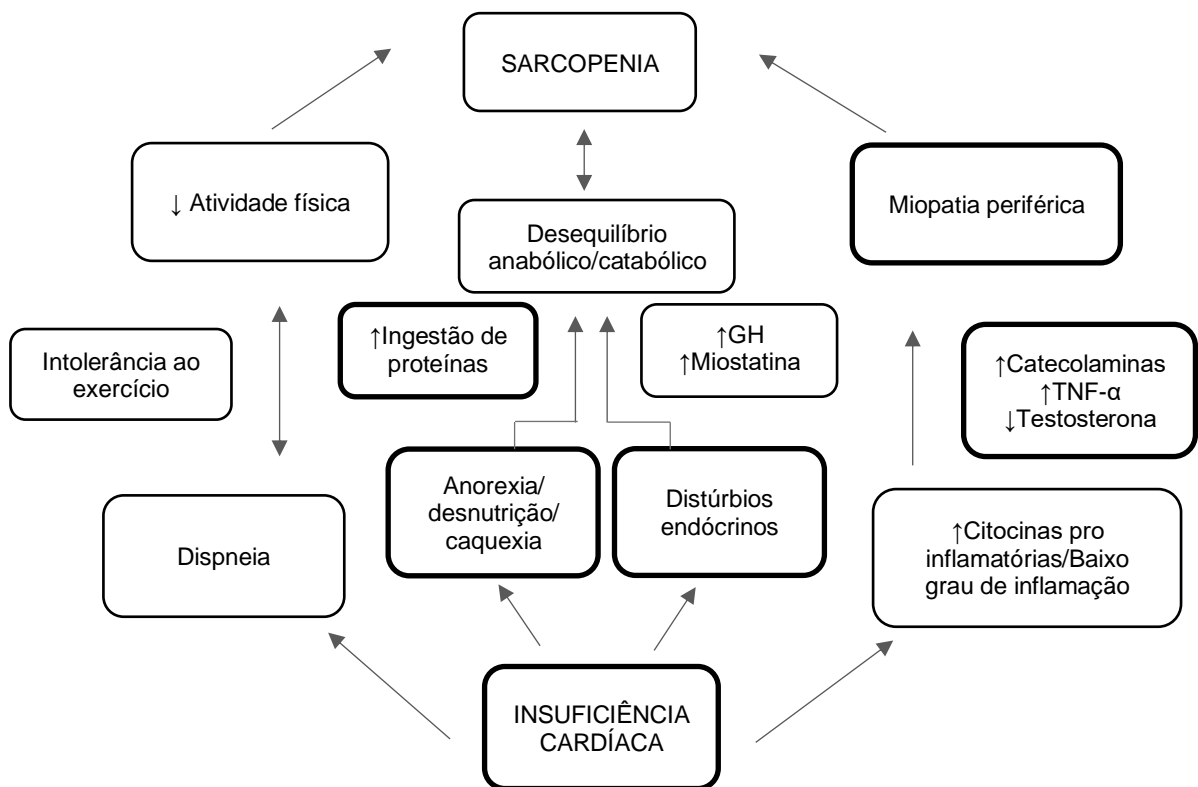 SARCOPENIA
↓ Atividade física
Miopatia periférica
Desequilíbrio
anabólico/catabólico
Intolerância ao
exercício
↑Ingestão de
proteínas
↑GH
↑Miostatina
↑Catecolaminas
↑TNF-α
↓Testosterona
Dispneia
Anorexia/
desnutrição/
caquexia
Distúrbios
endócrinos
↑Citocinas pro
inflamatórias/Baixo
grau de inflamação
INSUFICIÊNCIA
CARDÍACA